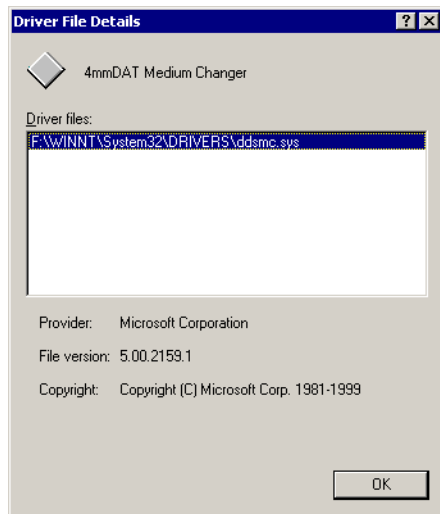 Driver File Details
4mmDAT Medium Changer
Driver files:
F:\WINNT\System32\DRIVERS\ddsmc.sys
Provider: Microsoft Corporation
File version: 5.00.2159.1
Copyright: Copyright (C) Microsoft Corp. 1981-1999
OK